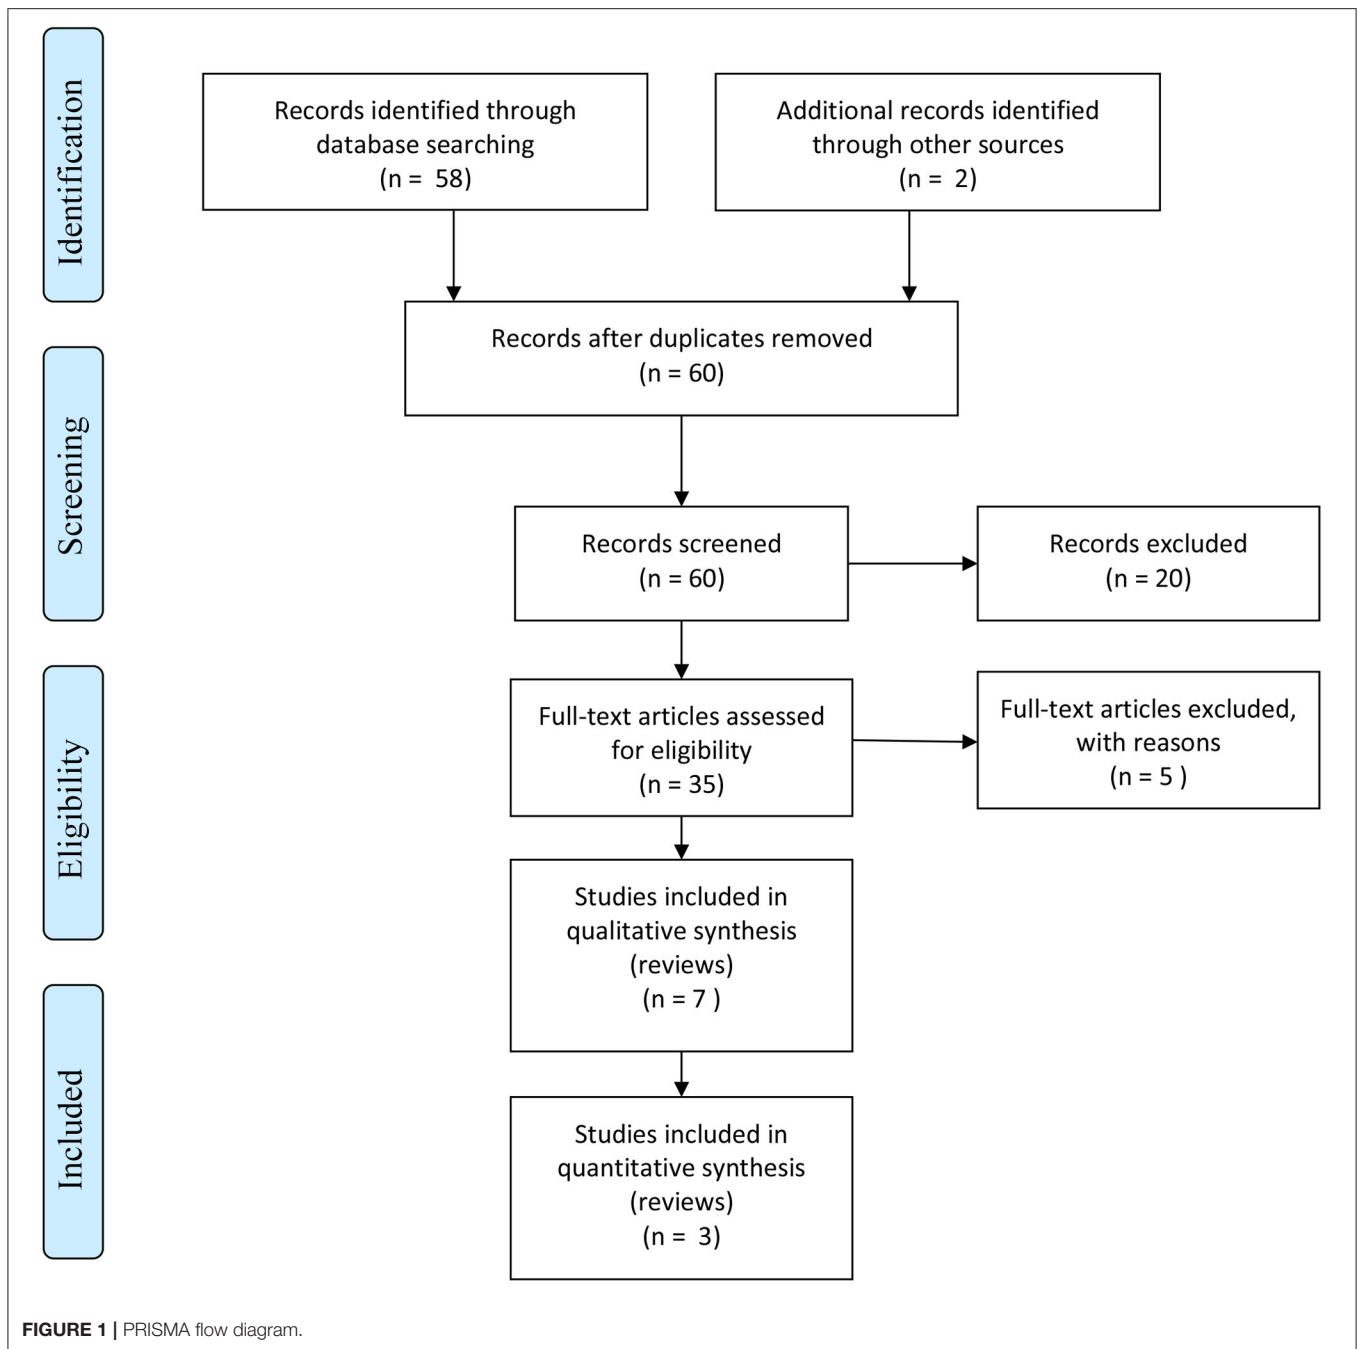 Identification
Records identified through
database searching
(n = 58)
Additional records identified
through other sources
(n = 2)
Records after duplicates removed
(n = 60)
Screening
Records screened
(n = 60)
Records excluded
(n = 20)
Eligibility
Full-text articles assessed
for eligibility
(n = 35)
Full-text articles excluded,
with reasons
(n = 5 )
Studies included in
qualitative synthesis
(reviews)
(n = 7 )
Included
Studies included in
quantitative synthesis
(reviews)
(n = 3)
FIGURE 1 | PRISMA flow diagram.